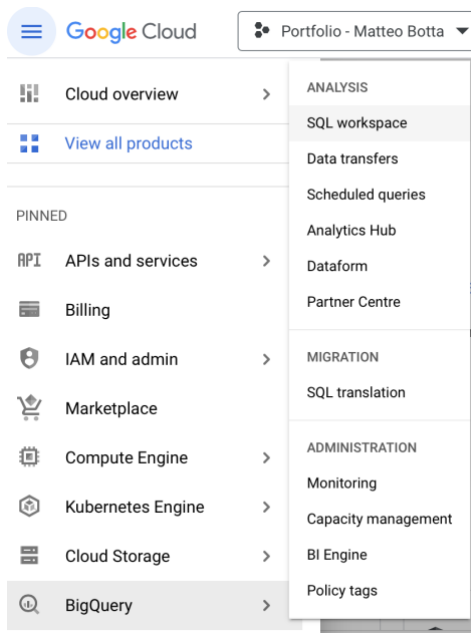 Google Cloud
Portfolio - Matteo Botta
Cloud overview
View all products
PINNED
API APIs and services
Billing
IAM and admin
Marketplace
Compute Engine
Kubernetes Engine
Cloud Storage
BigQuery
ANALYSIS
SQL workspace
Data transfers
Scheduled queries
Analytics Hub
Dataform
Partner Centre
MIGRATION
SQL translation
ADMINISTRATION
Monitoring
Capacity management
BI Engine
Policy tags